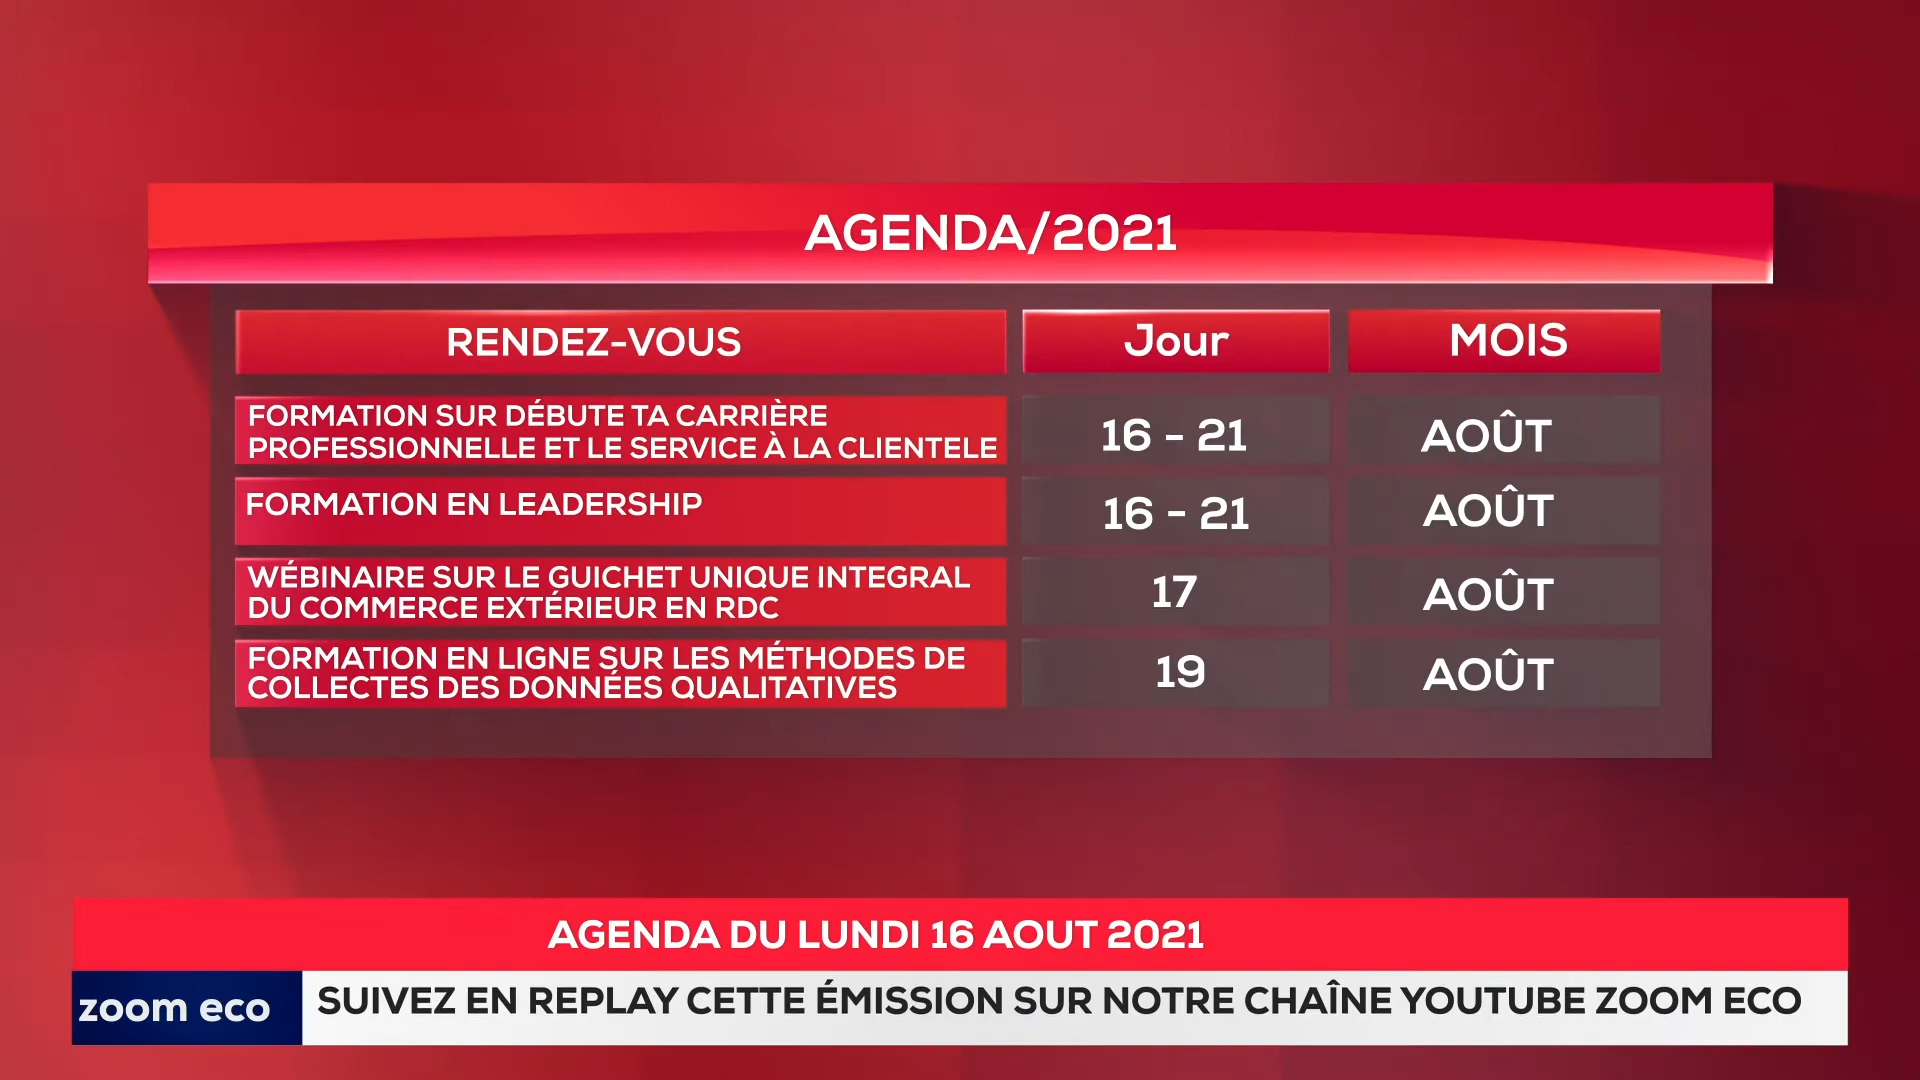 AGENDA/2021
RENDEZ-VOUS Jour MOIS
FORMATION SUR DÉBUTE TA CARRIÈRE
PROFESSIONNELLE ET LE SERVICE À LA CLIENTELE
16 - 21 AOÛT
FORMATION EN LEADERSHIP 16 - 21 AOÛT
WÉBINAIRE SUR LE GUICHET UNIQUE INTEGRAL
DU COMMERCE EXTÉRIEUR EN RDC
17 AOÛT
FORMATION EN LIGNE SUR LES MÉTHODES DE
COLLECTES DES DONNÉES QUALITATIVES
19 AOÛT
AGENDA DU LUNDI 16 AOUT 2021
zoom eco SUIVEZ EN REPLAY CETTE ÉMISSION SUR NOTRE CHAÎNE YOUTUBE ZOOM ECO